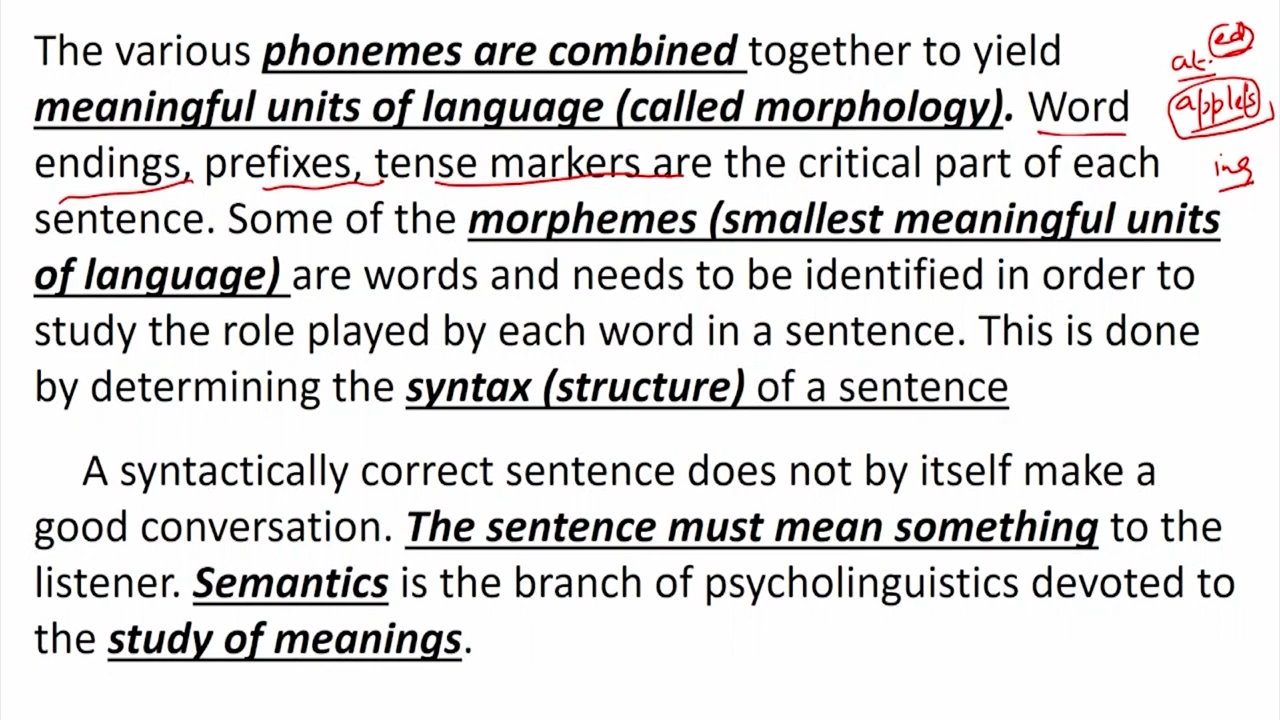 The various phonemes are combined together to yield
meaningful units of language (called morphology). Word
endings, prefixes, tense markers are the critical part of each
sentence. Some of the morphemes (smallest meaningful units
of language) are words and needs to be identified in order to
study the role played by each word in a sentence. This is done
by determining the syntax (structure) of a sentence
A syntactically correct sentence does not by itself make a
good conversation. The sentence must mean something to the
listener. Semantics is the branch of psycholinguistics devoted to
the study of meanings.
ed
apples
ing